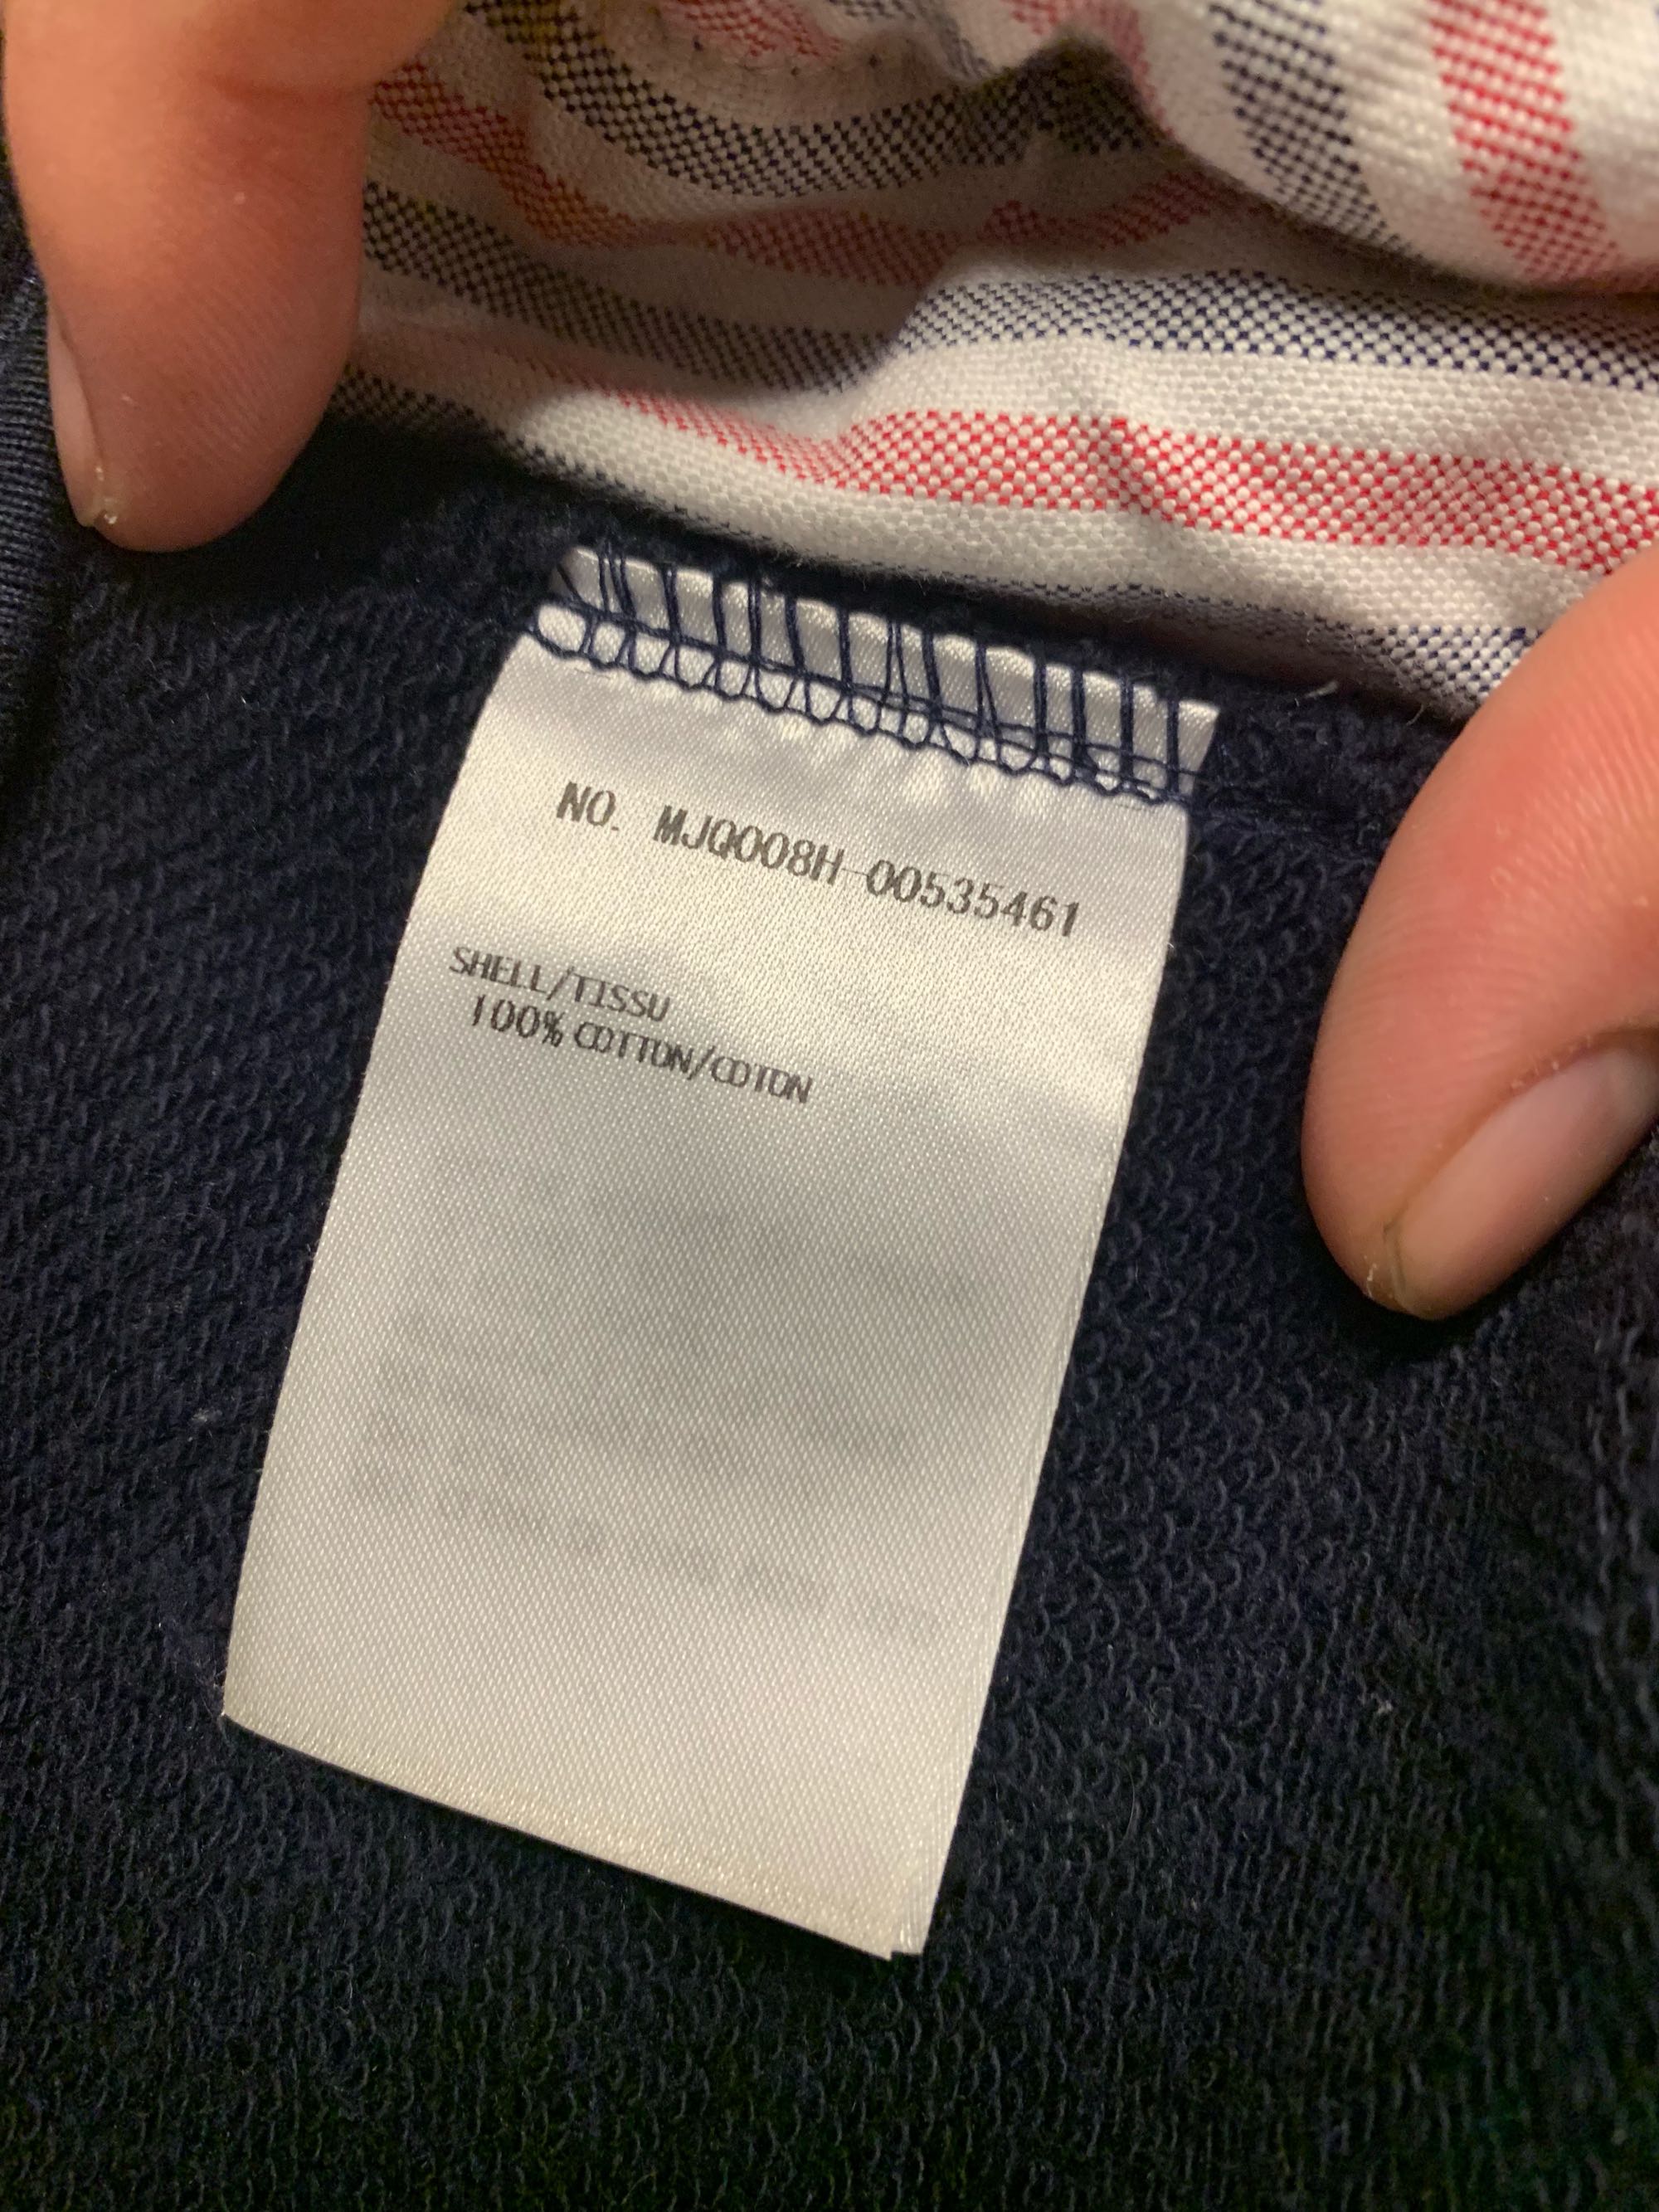 NO. MJQ008H-00535461
SHELL/TISSU
100% COTTON/COTON